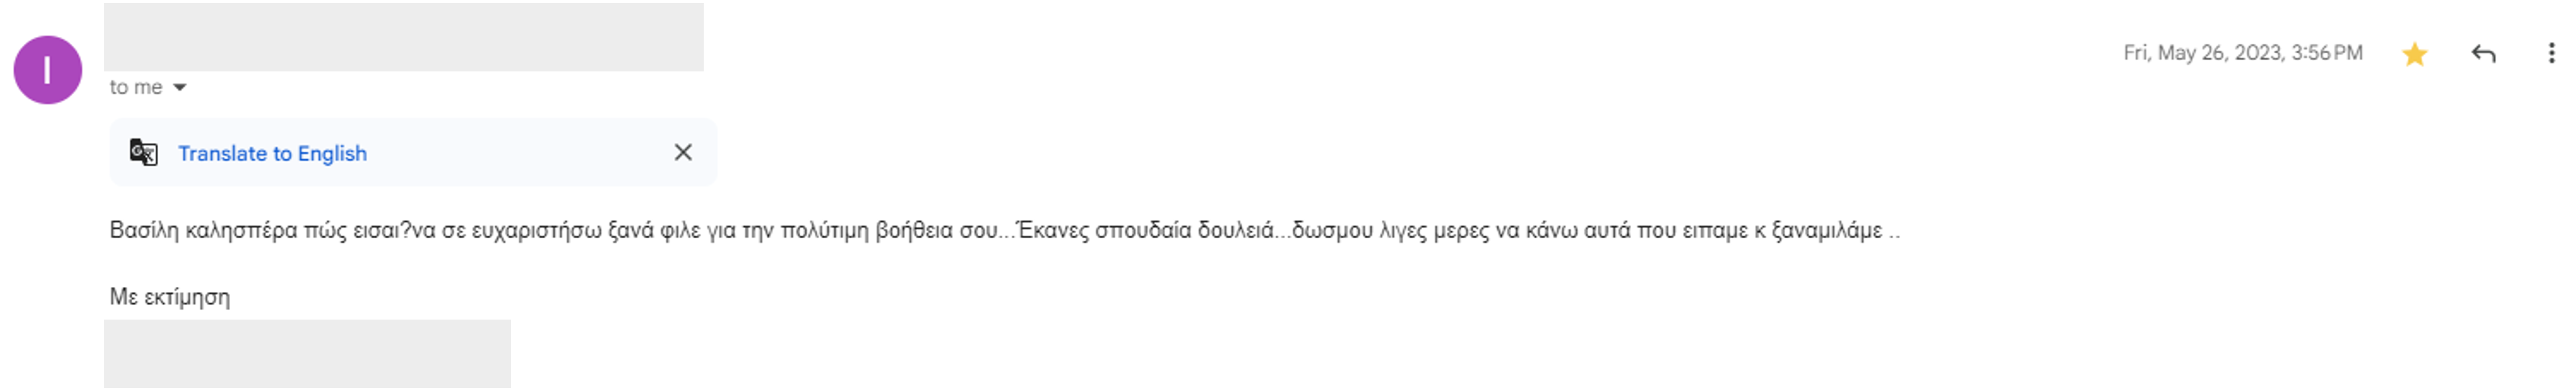 I
Fri, May 26, 2023, 3:56 PM
to me
Translate to English
Βασίλη καλησπέρα πώς εισαι?να σε ευχαριστήσω ξανά φιλε για την πολύτιμη βοήθεια σου...Έκανες σπουδαία δουλειά...δωσμου λιγες μερες να κάνω αυτά που ειπαμε κ ξαναμιλάμε ..
Με εκτίμηση